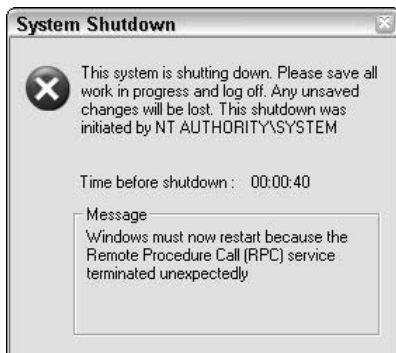 System Shutdown
This system is shutting down. Please save all
work in progress and log off. Any unsaved
changes will be lost. This shutdown was
initiated by NT AUTHORITY\SYSTEM
Time before shutdown : 00:00:40
Message
Windows must now restart because the
Remote Procedure Call (RPC) service
terminated unexpectedly